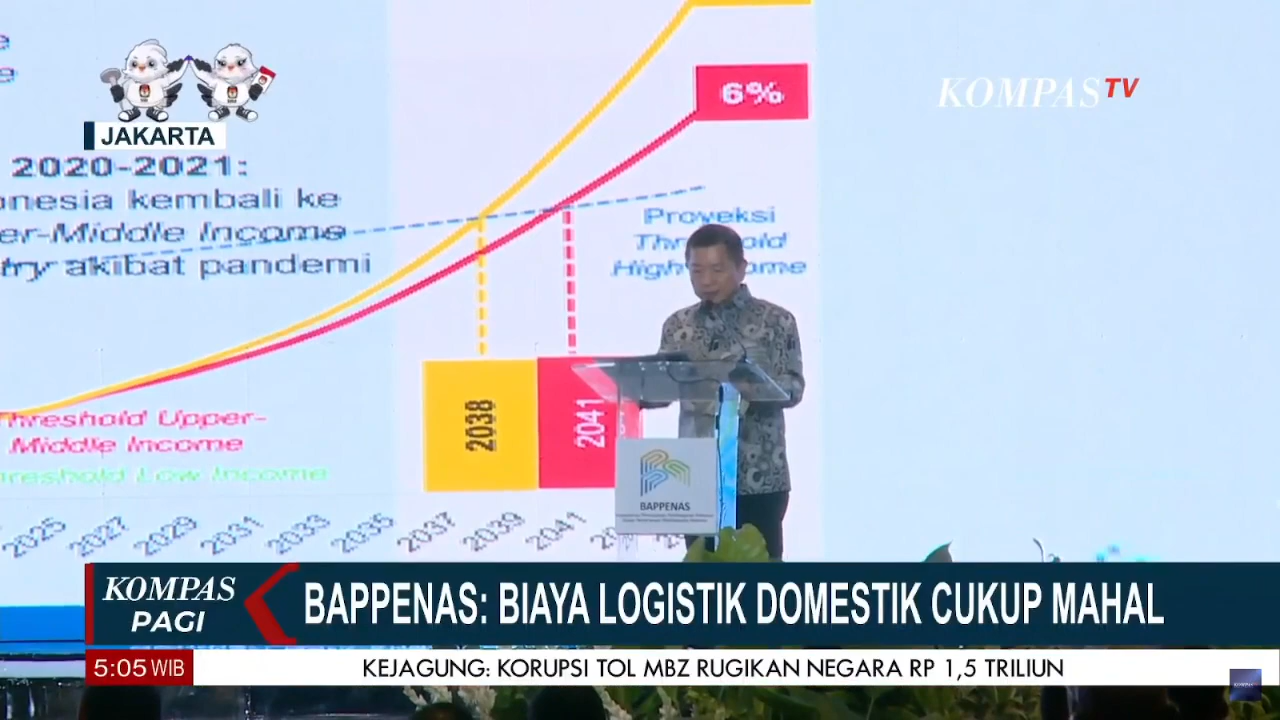 KOMPAS TV
6%
JAKARTA
2020-2021:
onesia kembali ke
er-Middle Income
try akibat pandemi
Proyeksi
Threshold
High
2038
2041
Threshold Upper-
Middle Income
Threshold Low Income
2025 2027 2029 2031 2033 2035 2037 2039 2041
BAPPENAS
KOMPAS
PAGI
BAPPENAS: BIAYA LOGISTIK DOMESTIK CUKUP MAHAL
5:05 WIB
KEJAGUNG: KORUPSI TOL MBZ RUGIKAN NEGARA RP 1,5 TRILIUN
KOMPAS